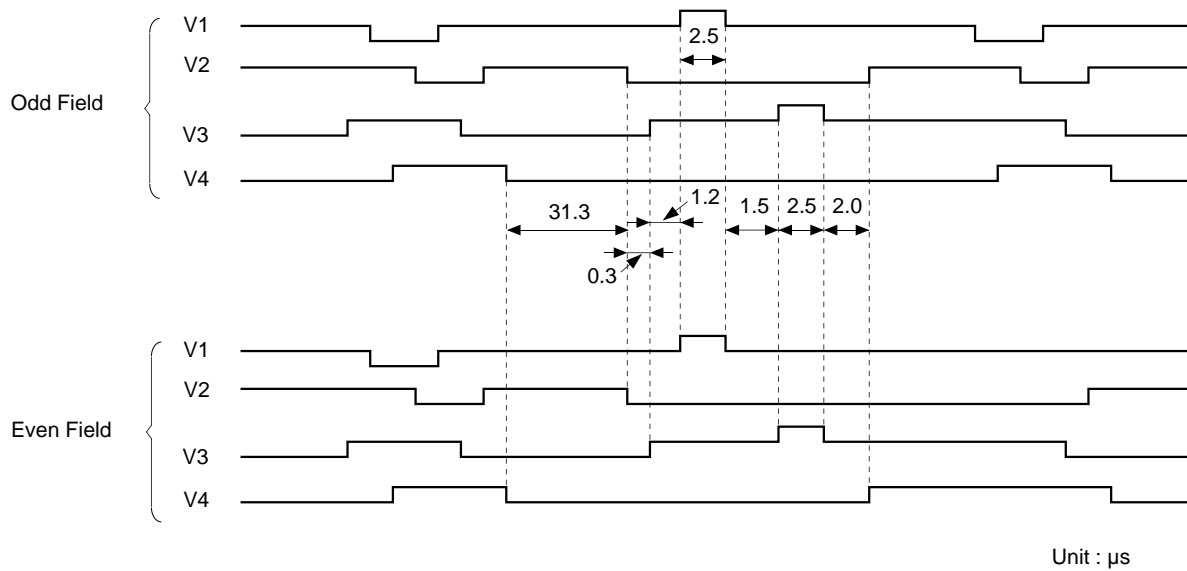 Odd Field
V1
2.5
V2
V3
V4
31.3
1.2
1.5
2.5
2.0
0.3
Even Field
V1
V2
V3
V4
Unit : μs